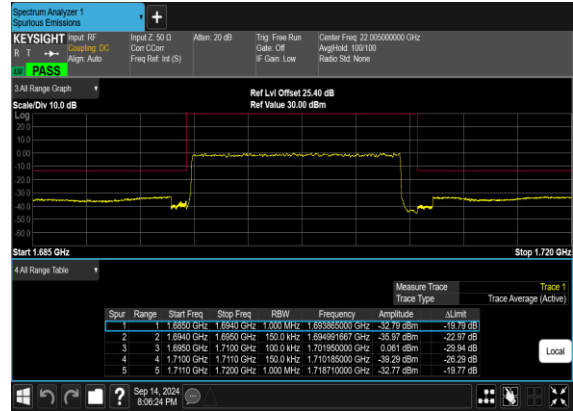 Spectrum Analyzer 1
Spurious Emissions
KEYSIGHT Input: RF Input Z: 50 Ω Atten: 20 dB Trig: Free Run Center Freq: 22.005000000 GHz
R T Coupling: DC Corr CCorr Gate: Off Avg|Hold: 100/100
Align: Auto Freq Ref: Int (S) IF Gain: Low Radio Std: None
PASS
3 All Range Graph
Ref Lvl Offset 25.40 dB
Scale/Div 10.0 dB Ref Value 30.00 dBm
Log
20.0
10.0
0.00
-10.0
-20.0
-30.0
-40.0
-50.0
-60.0
Start 1.685 GHz Stop 1.720 GHz
4 All Range Table
Measure Trace Trace 1
Trace Type Trace Average (Active)
Spur Range Start Freq Stop Freq RBW Frequency Amplitude ΔLimit
1 1 1.6850 GHz 1.6940 GHz 1.000 MHz 1.693865000 GHz -32.79 dBm -19.79 dB
2 2 1.6940 GHz 1.6950 GHz 150.0 kHz 1.694991667 GHz -35.97 dBm -22.97 dB
3 3 1.6950 GHz 1.7100 GHz 100.0 kHz 1.701950000 GHz 0.061 dBm -29.94 dB
4 4 1.7100 GHz 1.7110 GHz 150.0 kHz 1.710185000 GHz -39.29 dBm -26.29 dB
5 5 1.7110 GHz 1.7200 GHz 1.000 MHz 1.718710000 GHz -32.77 dBm -19.77 dB
Local
? Sep 14, 2024
8:06:24 PM